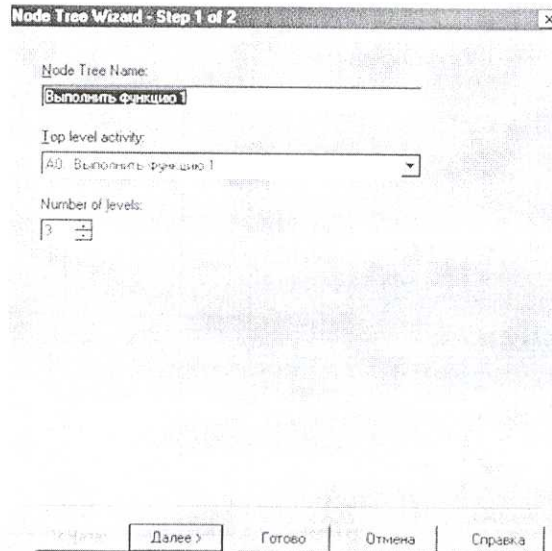 Node Tree Wizard - Step 1 of 2
Node Tree Name:
Выполнить функцию 1
Top level activity:
A0 Выполнить функцию 1
Number of levels:
3
Далее > Готово Отмена Справка